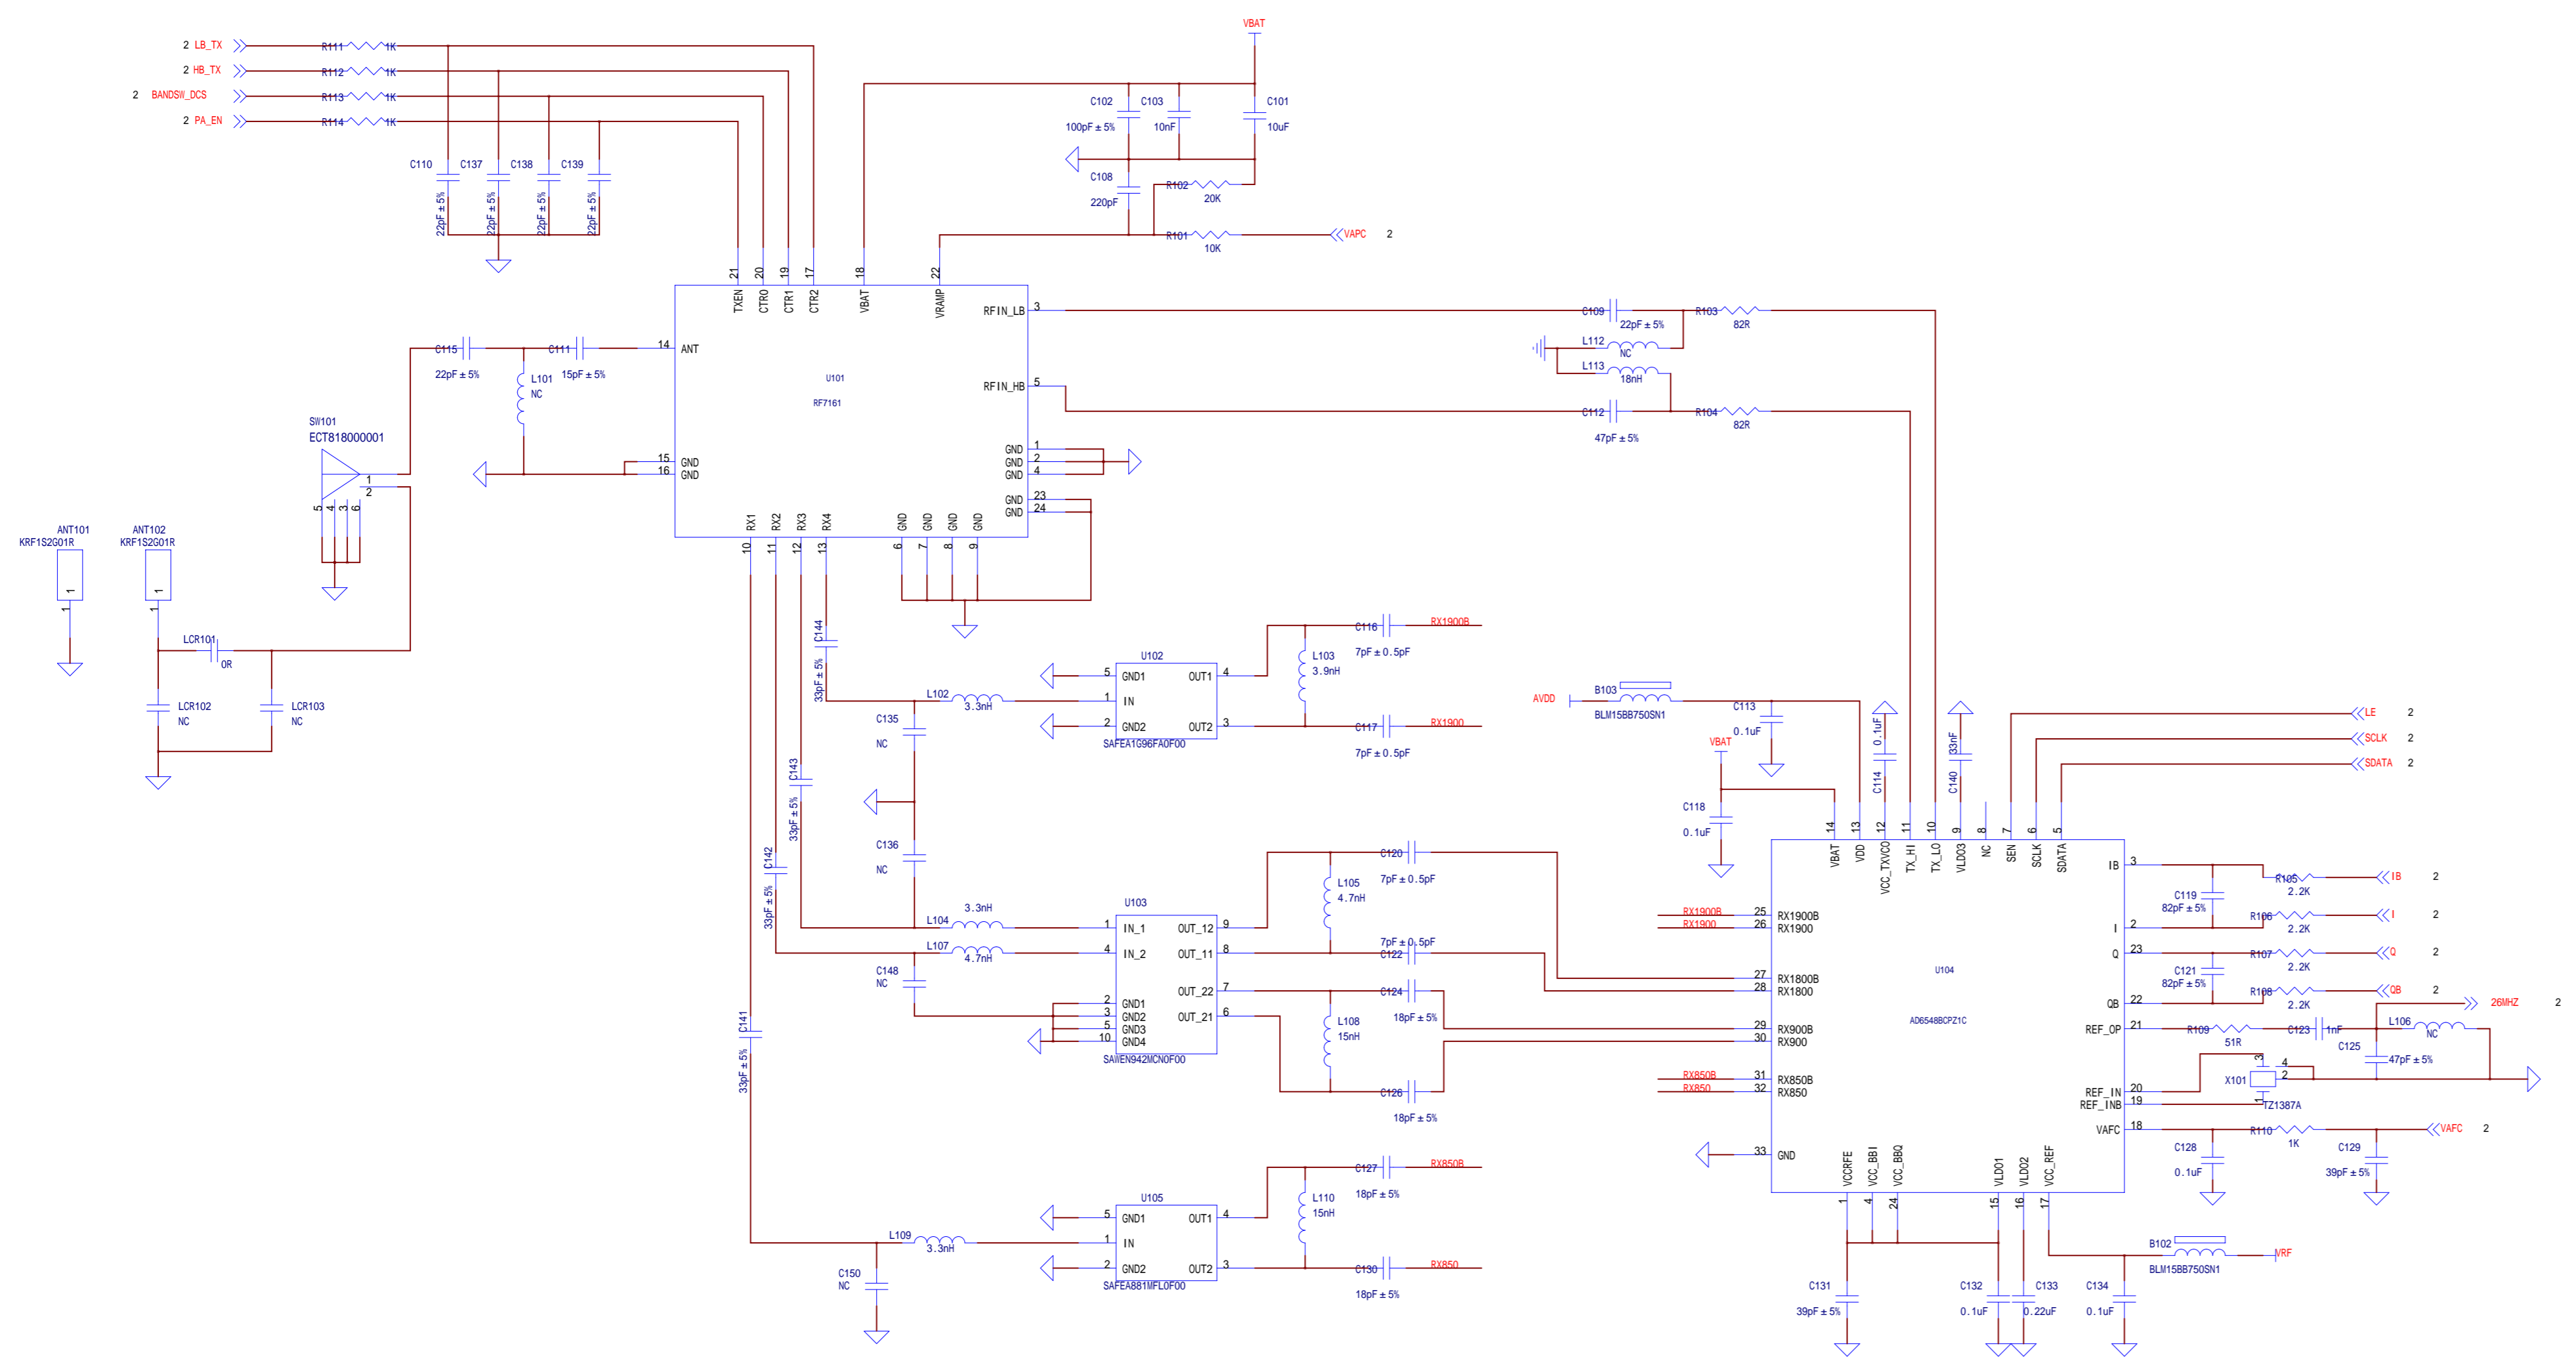 VBAT
2 LB_TX R111 1K
2 HB_TX R112 1K
2 BANDSW_DCS R113 1K
2 PA_EN R114 1K
C110 C137 C138 C139
22pF±5% 22pF±5% 22pF±5% 22pF±5%
C102 C103 C101
100pF±5% 10nF 10uF
C108 R102
220pF 20K
R101 VAPC 2
10K
21 20 19 17 18 22
TXEN CTR0 CTR1 CTR2 VBAT VRAMP
RFIN_LB 3
RFIN_HB 5
14 ANT
U101
RF7161
15 GND
16 GND
GND 1
GND 2
GND 4
GND 23
GND 24
RX1 RX2 RX3 RX4 GND GND GND GND
10 11 12 13 6 7 8 9
C115 C111
22pF±5% 15pF±5%
L101
NC
SW101
ECT818000001
1
2
5 4 3 6
ANT101
KRF1S2G01R
1
1
ANT102
KRF1S2G01R
1
1
LCR101
0R
LCR102
NC
LCR103
NC
C109 R103
22pF±5% 82R
L112
NC
L113
18nH
C112 R104
47pF±5% 82R
C144
33pF±5%
C143
33pF±5%
C142
33pF±5%
C141
33pF±5%
L102
3.3nH
C135
NC
C136
NC
U102
5 GND1 OUT1 4
1 IN
2 GND2 OUT2 3
SAFEA1G96FA0F00
C116 RX1900B
7pF±0.5pF
L103
3.9nH
C117 RX1900
7pF±0.5pF
3.3nH
L104
L107
4.7nH
C148
NC
U103
1 IN_1 OUT_12 9
4 IN_2 OUT_11 8
OUT_22 7
2 GND1
3 GND2 OUT_21 6
5 GND3
10 GND4
SAWEN942MCN0F00
C120
7pF±0.5pF
L105
4.7nH
7pF±0.5pF
C122
C124
18pF±5%
L108
15nH
C126
18pF±5%
C150
NC
L109
3.3nH
U105
5 GND1 OUT1 4
1 IN
2 GND2 OUT2 3
SAFEA881MFL0F00
C127 RX850B
18pF±5%
L110
15nH
C130 RX850
18pF±5%
AVDD
B103
BLM15BB750SN1
C113
0.1uF
VBAT
C118
0.1uF
0.1uF
C114
33nF
C140
LE 2
SCLK 2
SDATA 2
14 13 12 11 10 9 8 7 6 5
VBAT VDD VCC_TXVCO TX_HI TX_LO VLDO3 NC SEN SCLK SDATA
RX1900B 25 RX1900B
RX1900 26 RX1900
27 RX1800B
28 RX1800
29 RX900B
30 RX900
RX850B 31 RX850B
RX850 32 RX850
33 GND
U104
AD6548BCPZ1C
IB 3
I 2
Q 23
QB 22
REF_OP 21
REF_IN 20
REF_INB 19
VAFC 18
VCCRFE VCC_BBI VCC_BBQ VLDO1 VLDO2 VCC_REF
1 4 24 15 16 17
R105 IB 2
2.2K
C119
82pF±5%
R106 I 2
2.2K
R107 Q 2
2.2K
C121
82pF±5%
R108 QB 2
2.2K
26MHZ 2
R109 C123 1nF
51R
L106
NC
C125
47pF±5%
X101
3
4
2
1
TZ1387A
R110 VAFC 2
1K
C128
0.1uF
C129
39pF±5%
B102
BLM15BB750SN1
VRF
C131
39pF±5%
C132
0.1uF
C133
0.22uF
C134
0.1uF